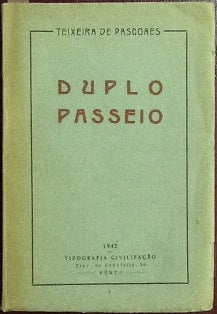 TEIXEIRA DE PASCOAES
DUPLO
PASSEIO
1942
TIPOGRAFIA CIVILIZAÇÃO
PÔRTO